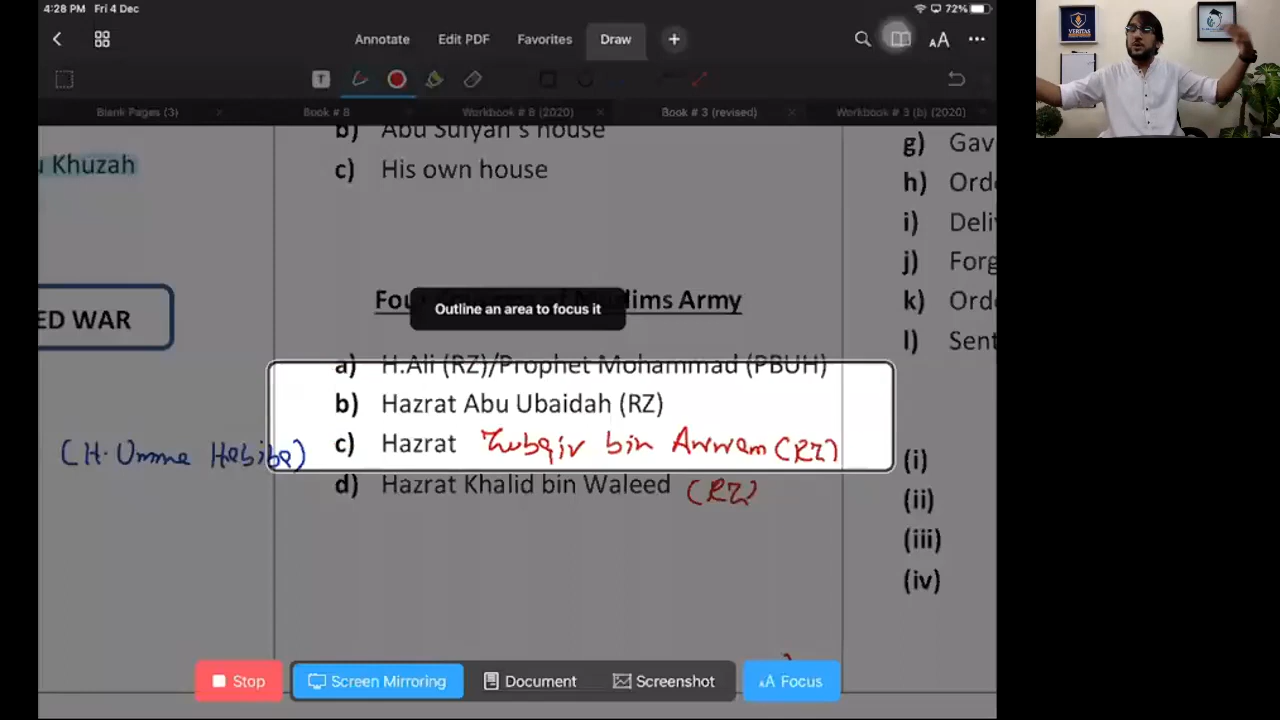 4:28 PM Fri 4 Dec
72%
Annotate Edit PDF Favorites Draw +
T
Blank Pages (3) × Book # 8 Workbook # 8 (2020) × Book # 3 (revised) × Workbook # 3 (b) (2020)
VERITAS
b) Abu Sufyan's house
Khuzah
c) His own house
g) Gav
h) Ord
i) Deli
j) Forg
k) Ord
l) Sent
ED WAR
Army
Outline an area to focus it
a) H.Ali (RZ)/Prophet Mohammad (PBUH)
b) Hazrat Abu Ubaidah (RZ)
(H. Umme Habiba)
c) Hazrat Zubair bin Awwam (RZ)
d) Hazrat Khalid bin Waleed (RZ)
(i)
(ii)
(iii)
(iv)
Stop Screen Mirroring Document Screenshot AA Focus